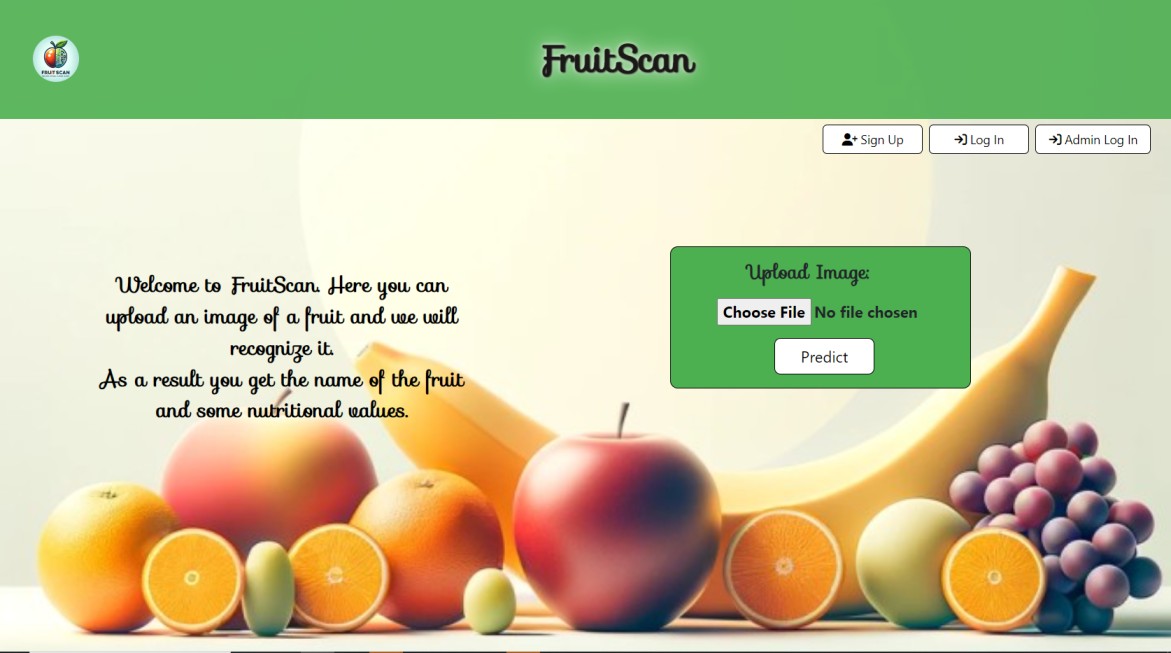 FRUIT SCAN
FruitScan
Sign Up
Log In
Admin Log In
Welcome to FruitScan. Here you can
upload an image of a fruit and we will
recognize it.
As a result you get the name of the fruit
and some nutritional values.
Upload Image:
Choose File No file chosen
Predict